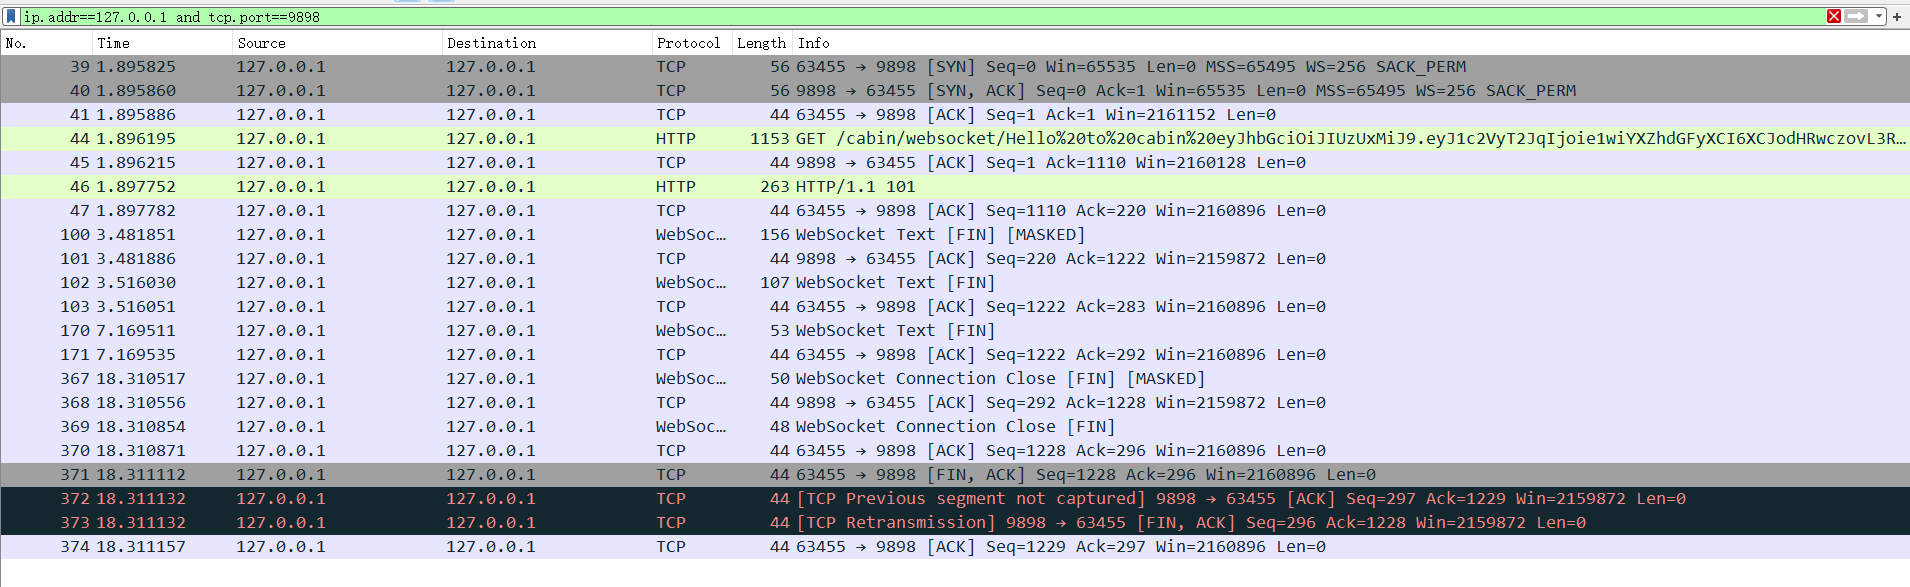 ip.addr==127.0.0.1 and tcp.port==9898
No. Time Source Destination Protocol Length Info
39 1.895825 127.0.0.1 127.0.0.1 TCP 56 63455 → 9898 [SYN] Seq=0 Win=65535 Len=0 MSS=65495 WS=256 SACK_PERM
40 1.895860 127.0.0.1 127.0.0.1 TCP 56 9898 → 63455 [SYN, ACK] Seq=0 Ack=1 Win=65535 Len=0 MSS=65495 WS=256 SACK_PERM
41 1.895886 127.0.0.1 127.0.0.1 TCP 44 63455 → 9898 [ACK] Seq=1 Ack=1 Win=2161152 Len=0
44 1.896195 127.0.0.1 127.0.0.1 HTTP 1153 GET /cabin/websocket/Hello%20to%20cabin%20eyJhbGciOiJIUzUxMiJ9.eyJ1c2VyT2JqIjoie1wiYXZhdGFyXCI6XCJodHRwczovL3R…
45 1.896215 127.0.0.1 127.0.0.1 TCP 44 9898 → 63455 [ACK] Seq=1 Ack=1110 Win=2160128 Len=0
46 1.897752 127.0.0.1 127.0.0.1 HTTP 263 HTTP/1.1 101
47 1.897782 127.0.0.1 127.0.0.1 TCP 44 63455 → 9898 [ACK] Seq=1110 Ack=220 Win=2160896 Len=0
100 3.481851 127.0.0.1 127.0.0.1 WebSoc… 156 WebSocket Text [FIN] [MASKED]
101 3.481886 127.0.0.1 127.0.0.1 TCP 44 9898 → 63455 [ACK] Seq=220 Ack=1222 Win=2159872 Len=0
102 3.516030 127.0.0.1 127.0.0.1 WebSoc… 107 WebSocket Text [FIN]
103 3.516051 127.0.0.1 127.0.0.1 TCP 44 63455 → 9898 [ACK] Seq=1222 Ack=283 Win=2160896 Len=0
170 7.169511 127.0.0.1 127.0.0.1 WebSoc… 53 WebSocket Text [FIN]
171 7.169535 127.0.0.1 127.0.0.1 TCP 44 63455 → 9898 [ACK] Seq=1222 Ack=292 Win=2160896 Len=0
367 18.310517 127.0.0.1 127.0.0.1 WebSoc… 50 WebSocket Connection Close [FIN] [MASKED]
368 18.310556 127.0.0.1 127.0.0.1 TCP 44 9898 → 63455 [ACK] Seq=292 Ack=1228 Win=2159872 Len=0
369 18.310854 127.0.0.1 127.0.0.1 WebSoc… 48 WebSocket Connection Close [FIN]
370 18.310871 127.0.0.1 127.0.0.1 TCP 44 63455 → 9898 [ACK] Seq=1228 Ack=296 Win=2160896 Len=0
371 18.311112 127.0.0.1 127.0.0.1 TCP 44 63455 → 9898 [FIN, ACK] Seq=1228 Ack=296 Win=2160896 Len=0
372 18.311132 127.0.0.1 127.0.0.1 TCP 44 [TCP Previous segment not captured] 9898 → 63455 [ACK] Seq=297 Ack=1229 Win=2159872 Len=0
373 18.311132 127.0.0.1 127.0.0.1 TCP 44 [TCP Retransmission] 9898 → 63455 [FIN, ACK] Seq=296 Ack=1228 Win=2159872 Len=0
374 18.311157 127.0.0.1 127.0.0.1 TCP 44 63455 → 9898 [ACK] Seq=1229 Ack=297 Win=2160896 Len=0